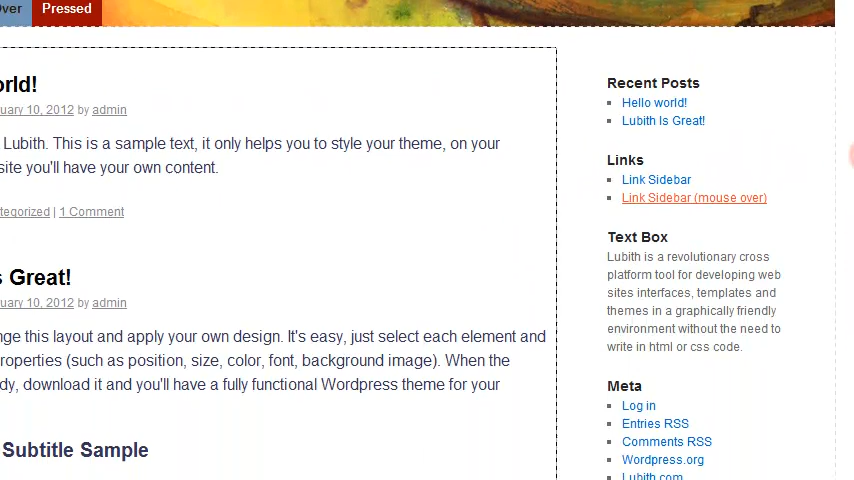 Over
Pressed
orld!
uary 10, 2012 by admin
Lubith. This is a sample text, it only helps you to style your theme, on your
site you'll have your own content.
tegorized | 1 Comment
s Great!
uary 10, 2012 by admin
nge this layout and apply your own design. It's easy, just select each element and
roperties (such as position, size, color, font, background image). When the
dy, download it and you'll have a fully functional Wordpress theme for your
Subtitle Sample
Recent Posts
Hello world!
Lubith Is Great!
Links
Link Sidebar
Link Sidebar (mouse over)
Text Box
Lubith is a revolutionary cross
platform tool for developing web
sites interfaces, templates and
themes in a graphically friendly
environment without the need to
write in html or css code.
Meta
Log in
Entries RSS
Comments RSS
Wordpress.org
Lubith.com